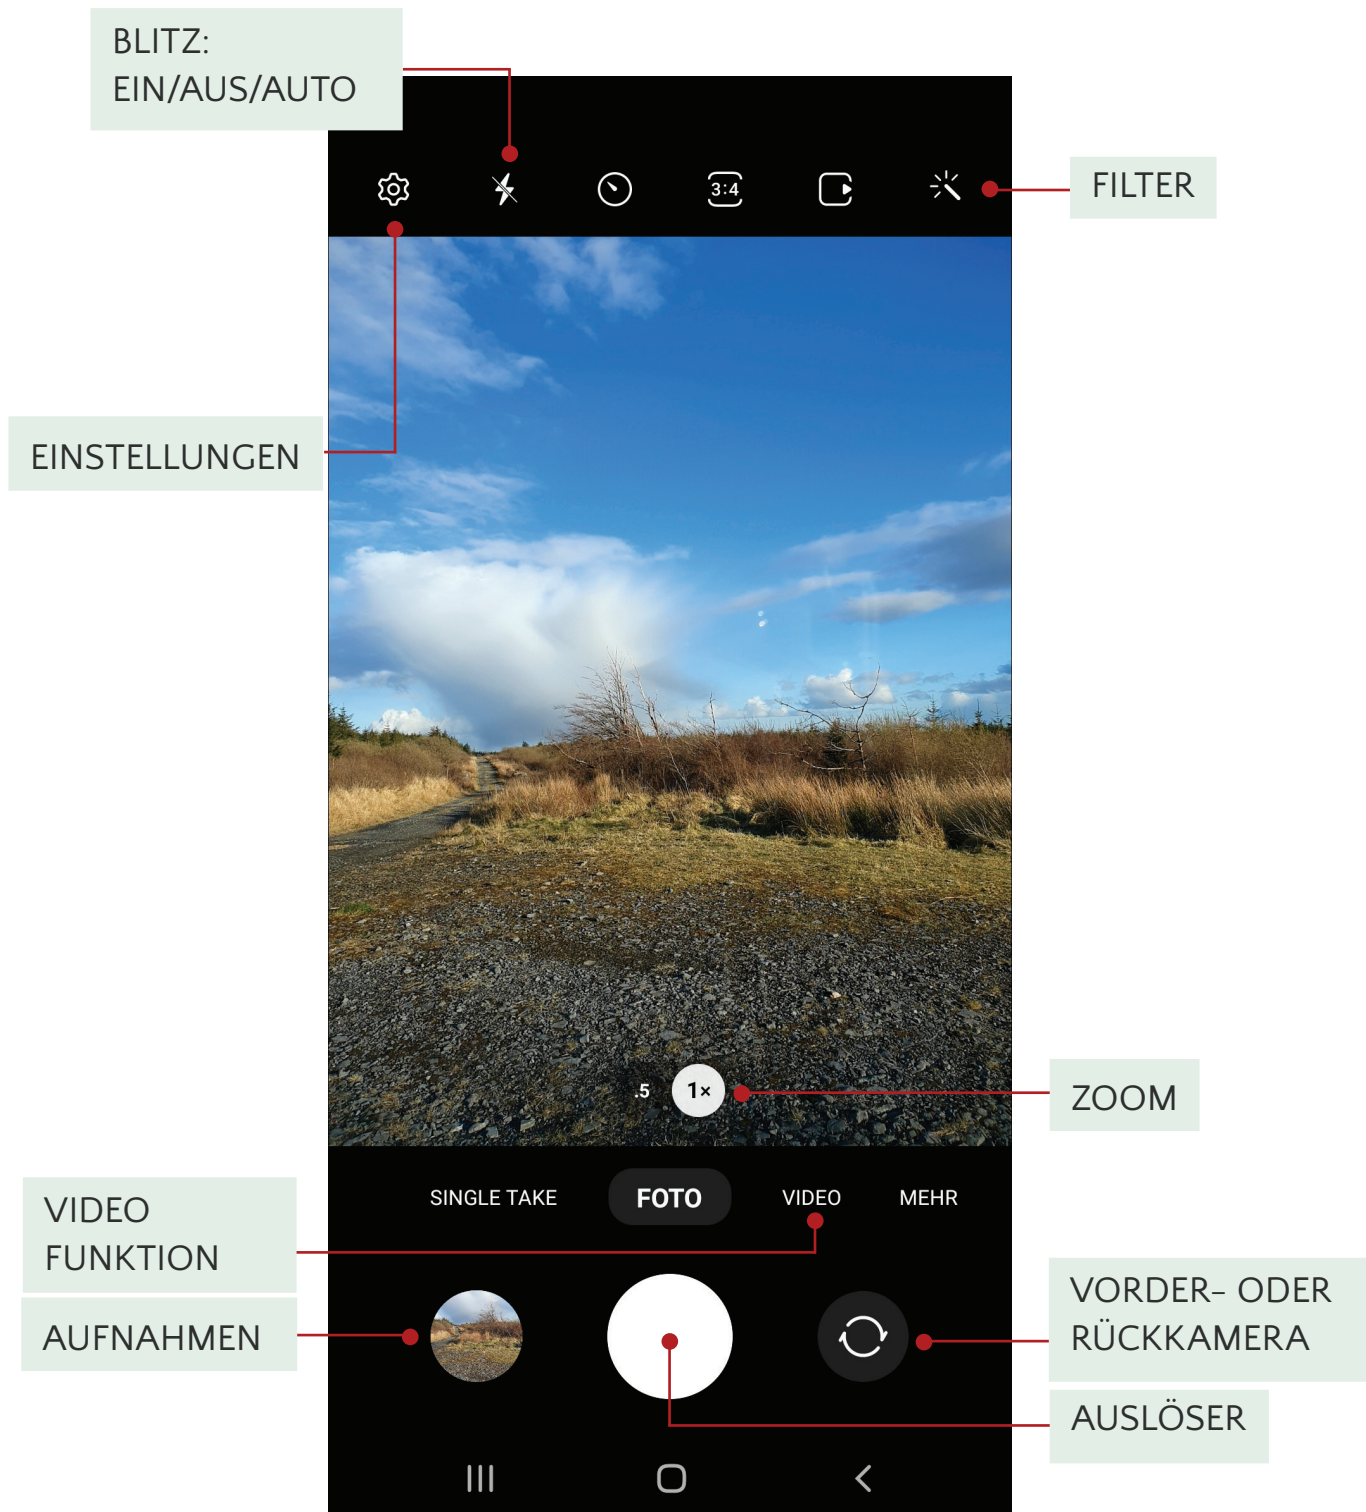 BLITZ:
EIN/AUS/AUTO
3:4
FILTER
EINSTELLUNGEN
.5
1×
ZOOM
SINGLE TAKE
FOTO
VIDEO
MEHR
VIDEO
FUNKTION
AUFNAHMEN
VORDER- ODER
RÜCKKAMERA
AUSLÖSER